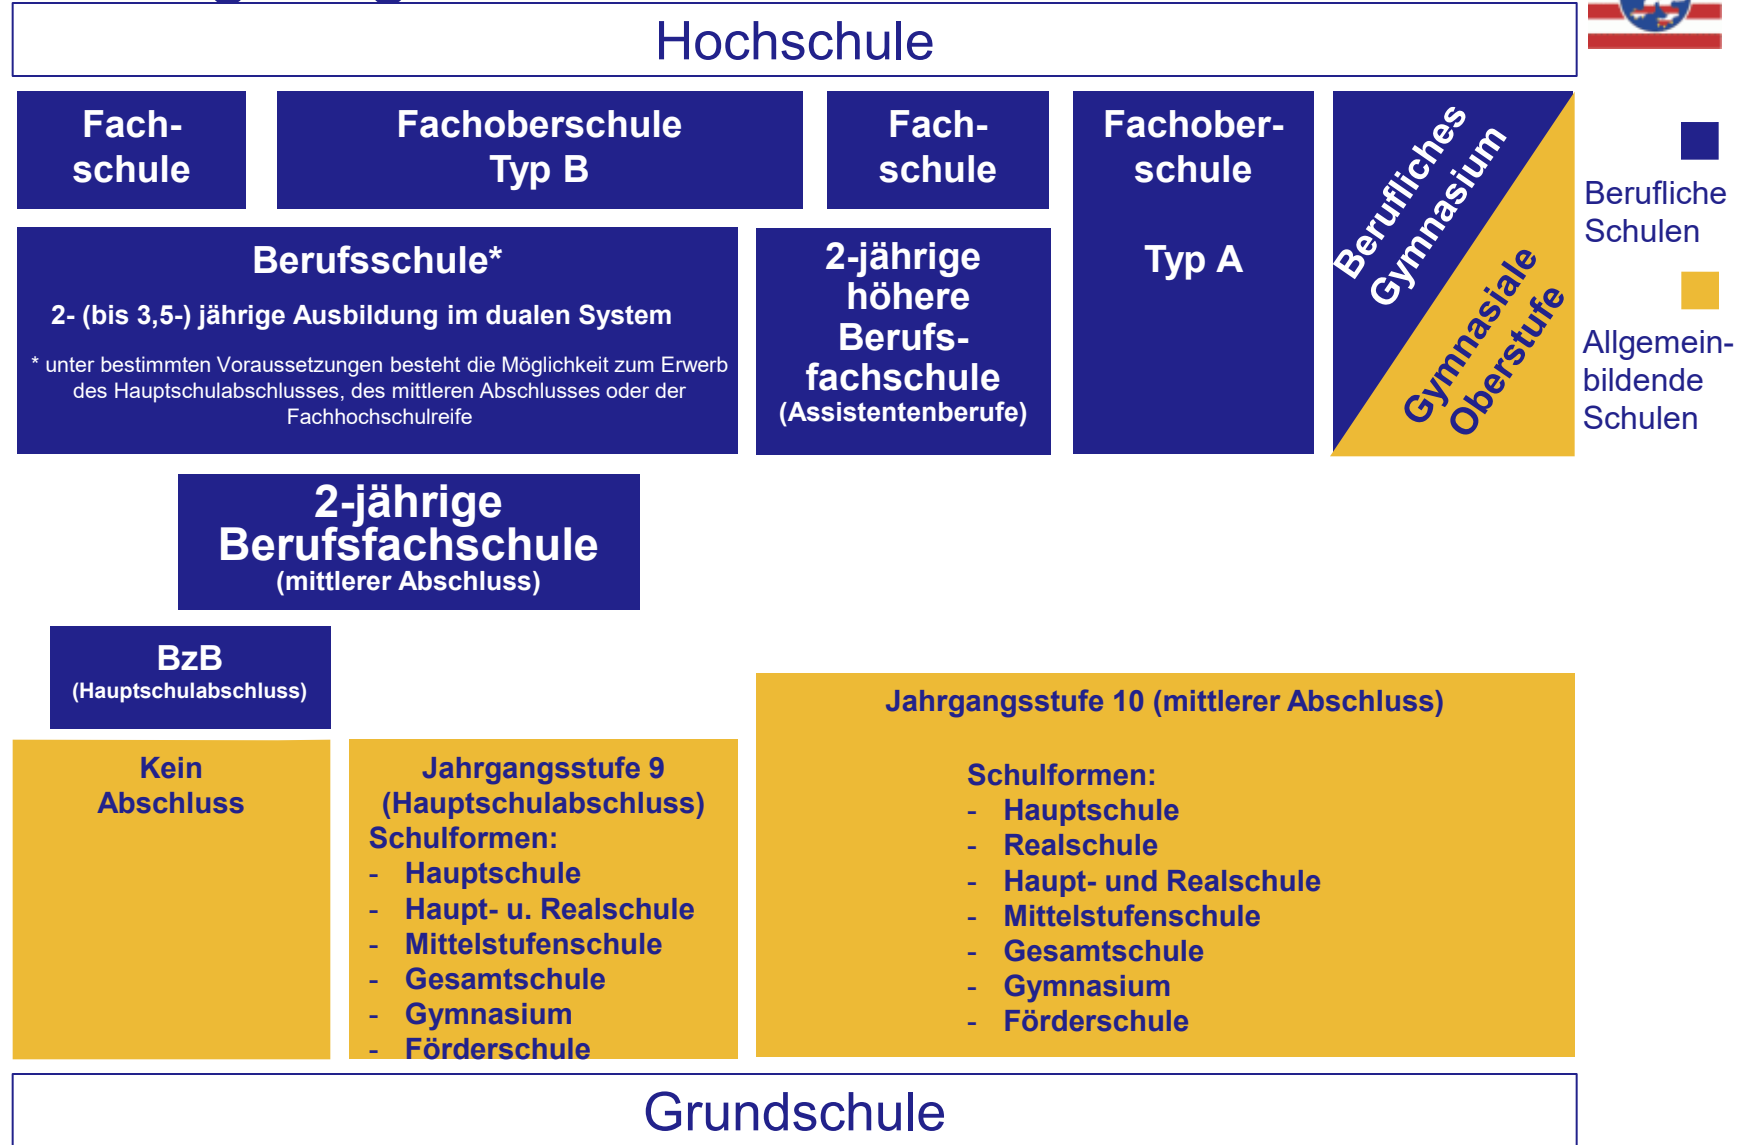 Hochschule
Fach-
schule
Fachoberschule
Typ B
Fach-
schule
Fachober-
schule
Typ A
Berufliches
Gymnasium
Gymnasiale
Oberstufe
Berufliche
Schulen
Allgemein-
bildende
Schulen
Berufsschule*
2- (bis 3,5-) jährige Ausbildung im dualen System
* unter bestimmten Voraussetzungen besteht die Möglichkeit zum Erwerb
des Hauptschulabschlusses, des mittleren Abschlusses oder der
Fachhochschulreife
2-jährige
höhere
Berufs-
fachschule
(Assistentenberufe)
2-jährige
Berufsfachschule
(mittlerer Abschluss)
BzB
(Hauptschulabschluss)
Kein
Abschluss
Jahrgangsstufe 9
(Hauptschulabschluss)
Schulformen:
- Hauptschule
- Haupt- u. Realschule
- Mittelstufenschule
- Gesamtschule
- Gymnasium
- Förderschule
Jahrgangsstufe 10 (mittlerer Abschluss)
Schulformen:
- Hauptschule
- Realschule
- Haupt- und Realschule
- Mittelstufenschule
- Gesamtschule
- Gymnasium
- Förderschule
Grundschule